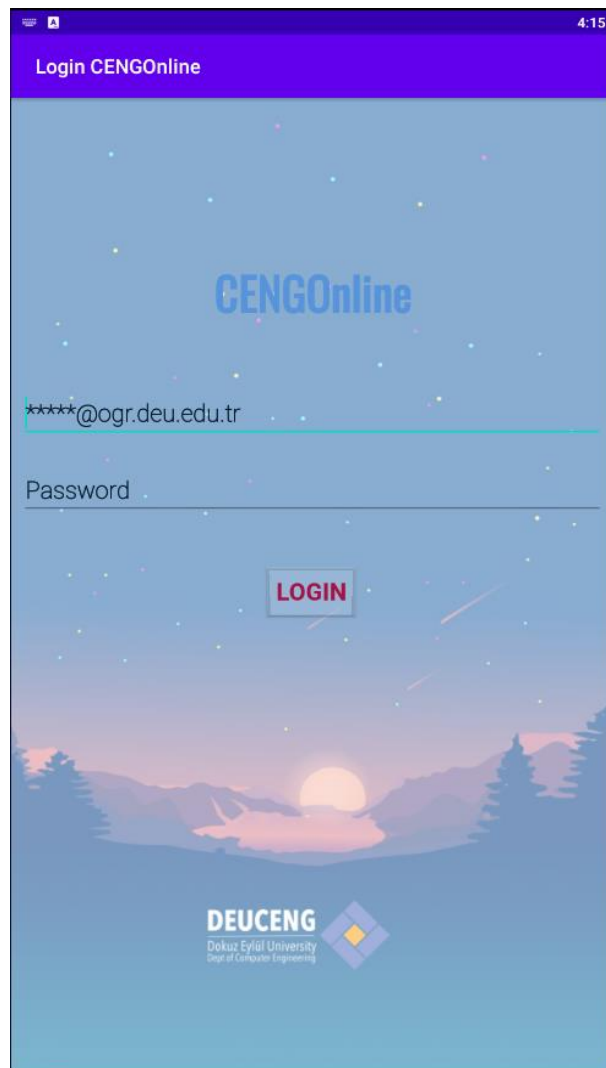 4:15
Login CENGOnline
CENGOnline
*****@ogr.deu.edu.tr
Password
LOGIN
DEUCENG
Dokuz Eylül University
Dept of Computer Engineering